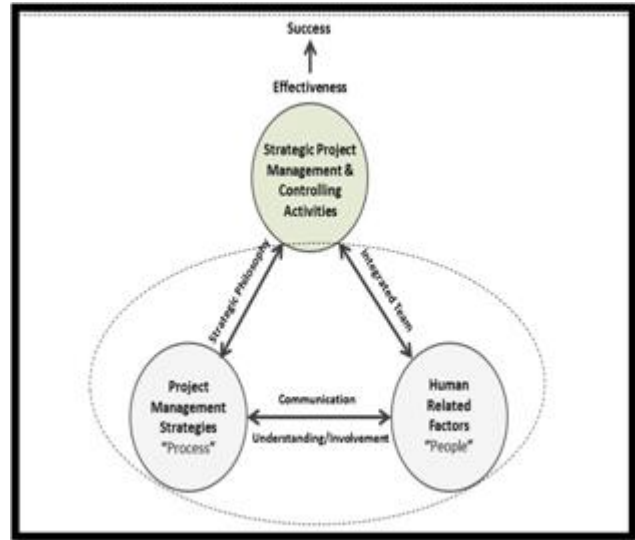 Success
Effectiveness
Strategic Project
Management &
Controlling
Activities
Strategic Philosophy
Integrated Team
Project
Management
Strategies
"Process"
Communication
Understanding/Involvement
Human
Related
Factors
"People"